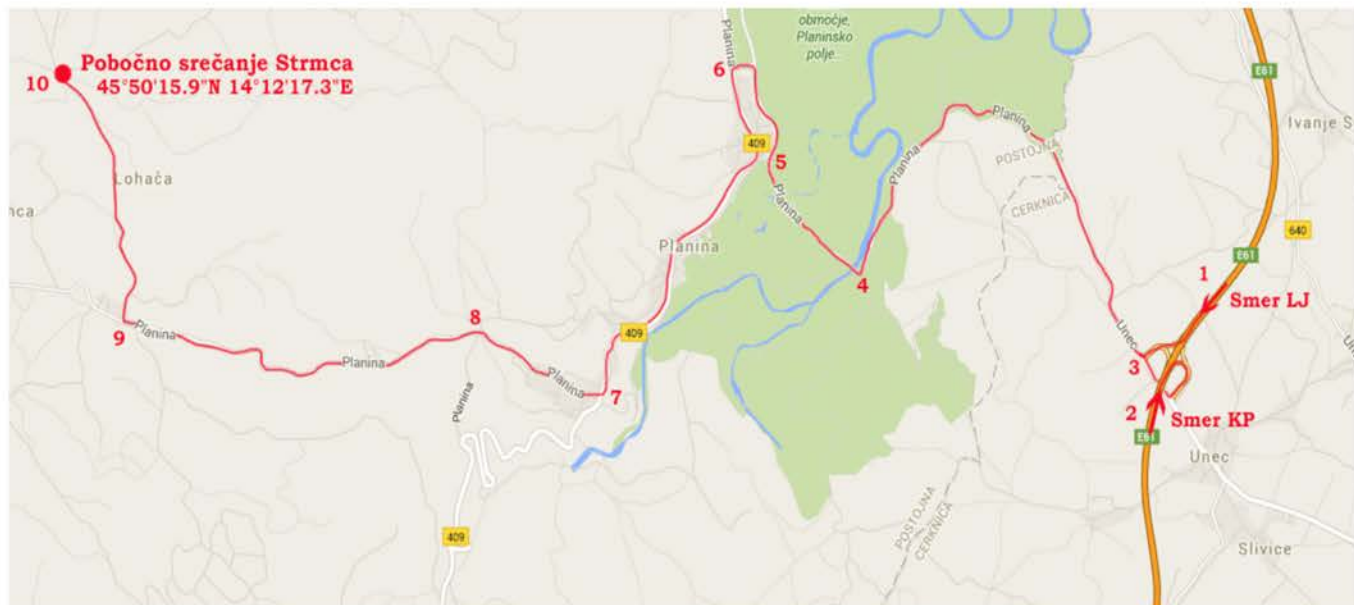 Pobočno srečanje Strmca
45°50'15.9"N 14°12'17.3"E
10
območje,
Planinsko
polje...
Planina
6
409
5
E61
Ivanje S
Planina
POSTOJNA
CERKNICA
Planina
Lohača
nca
Planina
Planina
640
E61
4
1
Smer LJ
8
409
9
Planina
Planina
Planina
7
Planina
Unec
3
2
Smer KP
E61
Unec
POSTOJNA
CERKNICA
409
Slivice